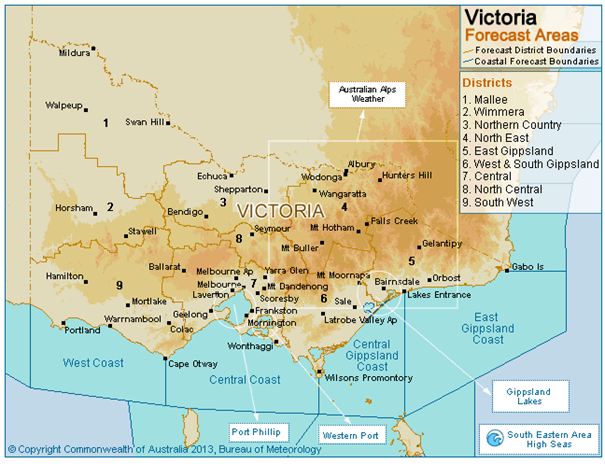 Victoria
Forecast Areas
Forecast District Boundaries
Coastal Forecast Boundaries
Districts
1. Mallee
2. Wimmera
3. Northern Country
4. North East
5. East Gippsland
6. West & South Gippsland
7. Central
8. North Central
9. South West
Mildura
Australian Alps
Weather
Walpeup
1
Swan Hill
Albury
Echuca
Wodonga
Hunters Hill
Shepparton
Wangaratta
Horsham
2
3
VICTORIA
4
Bendigo
Falls Creek
Stawell
8
Seymour
Mt Hotham
Mt Buller
Gelantipy
5
Ballarat
Melbourne Ap
Yarra Glen
Mt Moornapa
Gabo Is
Hamilton
9
Melbourne
7
Mt Dandenong
Bairnsdale
Orbost
Laverton
Scoresby
6
Sale
Lakes Entrance
Mortlake
Geelong
Frankston
Warrnambool
Mornington
Latrobe Valley Ap
Portland
Colac
East
Gippsland
Coast
Wonthaggi
Central
Gippsland
Coast
West Coast
Cape Otway
Central Coast
Wilsons Promontory
Gippsland
Lakes
Port Phillip
Western Port
South Eastern Area
High Seas
© Copyright Commonwealth of Australia 2013, Bureau of Meteorology